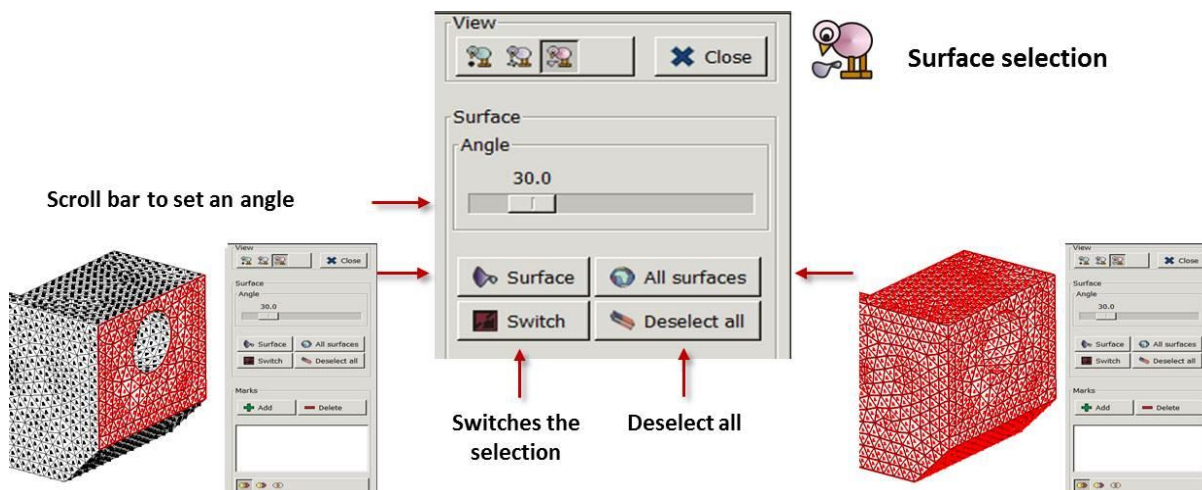 View
Close
Surface selection
Surface
Angle
30.0
Scroll bar to set an angle
Surface
All surfaces
Switch
Deselect all
Switches the
selection
Deselect all
View
Close
Surface
Angle
30.0
Surface
All surfaces
Switch
Deselect all
Marks
Add
Delete
View
Close
Surface
Angle
30.0
Surface
All surfaces
Switch
Deselect all
Marks
Add
Delete